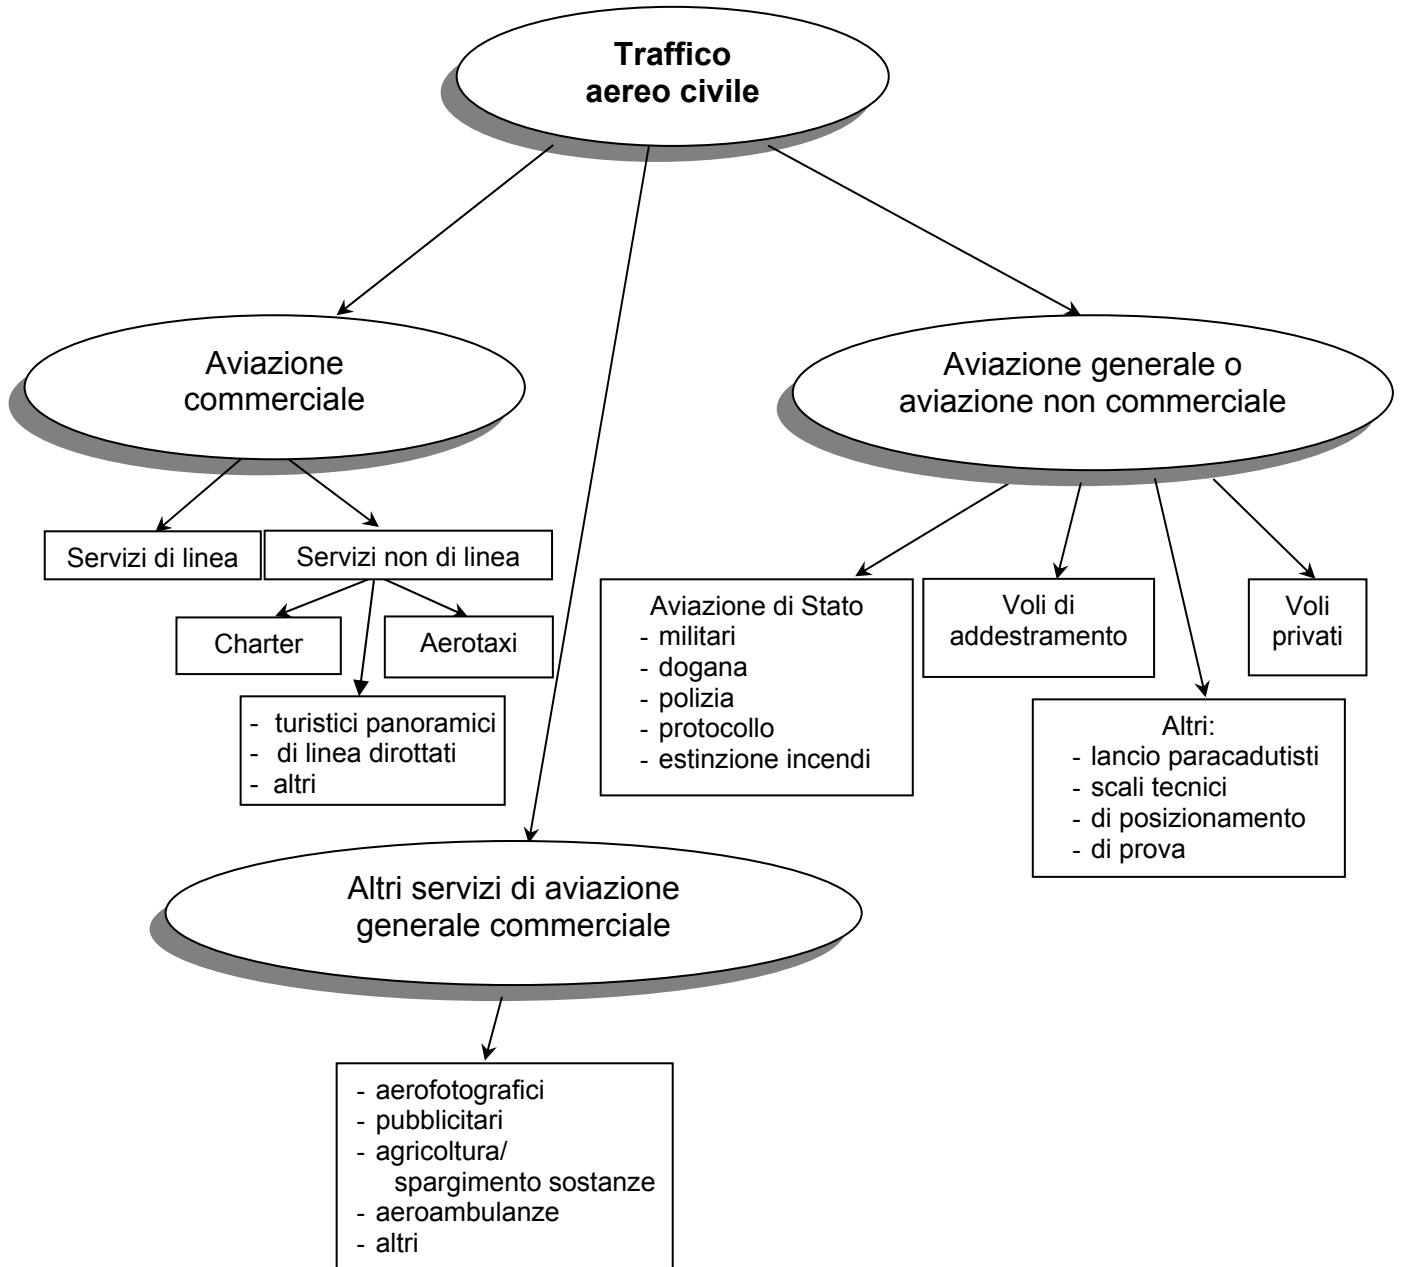 Traffico
aereo civile
Aviazione
commerciale
Aviazione generale o
aviazione non commerciale
Servizi di linea
Servizi non di linea
Charter
Aerotaxi
- turistici panoramici
- di linea dirottati
- altri
Aviazione di Stato
- militari
- dogana
- polizia
- protocollo
- estinzione incendi
Voli di
addestramento
Voli
privati
Altri:
- lancio paracadutisti
- scali tecnici
- di posizionamento
- di prova
Altri servizi di aviazione
generale commerciale
- aerofotografici
- pubblicitari
- agricoltura/
spargimento sostanze
- aeroambulanze
- altri